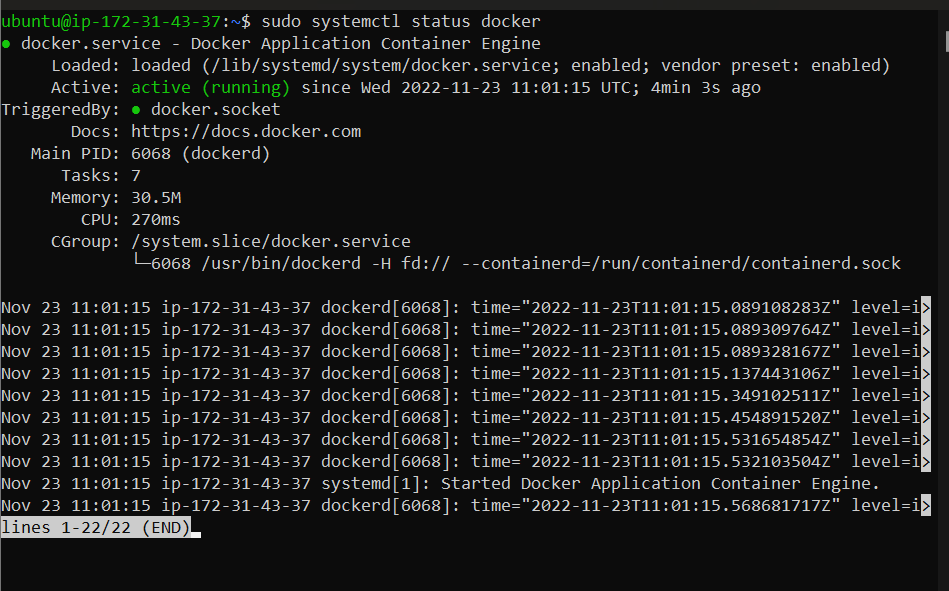 ubuntu@ip-172-31-43-37:~$ sudo systemctl status docker
● docker.service - Docker Application Container Engine
     Loaded: loaded (/lib/systemd/system/docker.service; enabled; vendor preset: enabled)
     Active: active (running) since Wed 2022-11-23 11:01:15 UTC; 4min 3s ago
TriggeredBy: ● docker.socket
       Docs: https://docs.docker.com
   Main PID: 6068 (dockerd)
      Tasks: 7
     Memory: 30.5M
        CPU: 270ms
     CGroup: /system.slice/docker.service
             └─6068 /usr/bin/dockerd -H fd:// --containerd=/run/containerd/containerd.sock

Nov 23 11:01:15 ip-172-31-43-37 dockerd[6068]: time="2022-11-23T11:01:15.089108283Z" level=i>
Nov 23 11:01:15 ip-172-31-43-37 dockerd[6068]: time="2022-11-23T11:01:15.089309764Z" level=i>
Nov 23 11:01:15 ip-172-31-43-37 dockerd[6068]: time="2022-11-23T11:01:15.089328167Z" level=i>
Nov 23 11:01:15 ip-172-31-43-37 dockerd[6068]: time="2022-11-23T11:01:15.137443106Z" level=i>
Nov 23 11:01:15 ip-172-31-43-37 dockerd[6068]: time="2022-11-23T11:01:15.349102511Z" level=i>
Nov 23 11:01:15 ip-172-31-43-37 dockerd[6068]: time="2022-11-23T11:01:15.454891520Z" level=i>
Nov 23 11:01:15 ip-172-31-43-37 dockerd[6068]: time="2022-11-23T11:01:15.531654854Z" level=i>
Nov 23 11:01:15 ip-172-31-43-37 dockerd[6068]: time="2022-11-23T11:01:15.532103504Z" level=i>
Nov 23 11:01:15 ip-172-31-43-37 systemd[1]: Started Docker Application Container Engine.
Nov 23 11:01:15 ip-172-31-43-37 dockerd[6068]: time="2022-11-23T11:01:15.568681717Z" level=i>
lines 1-22/22 (END)